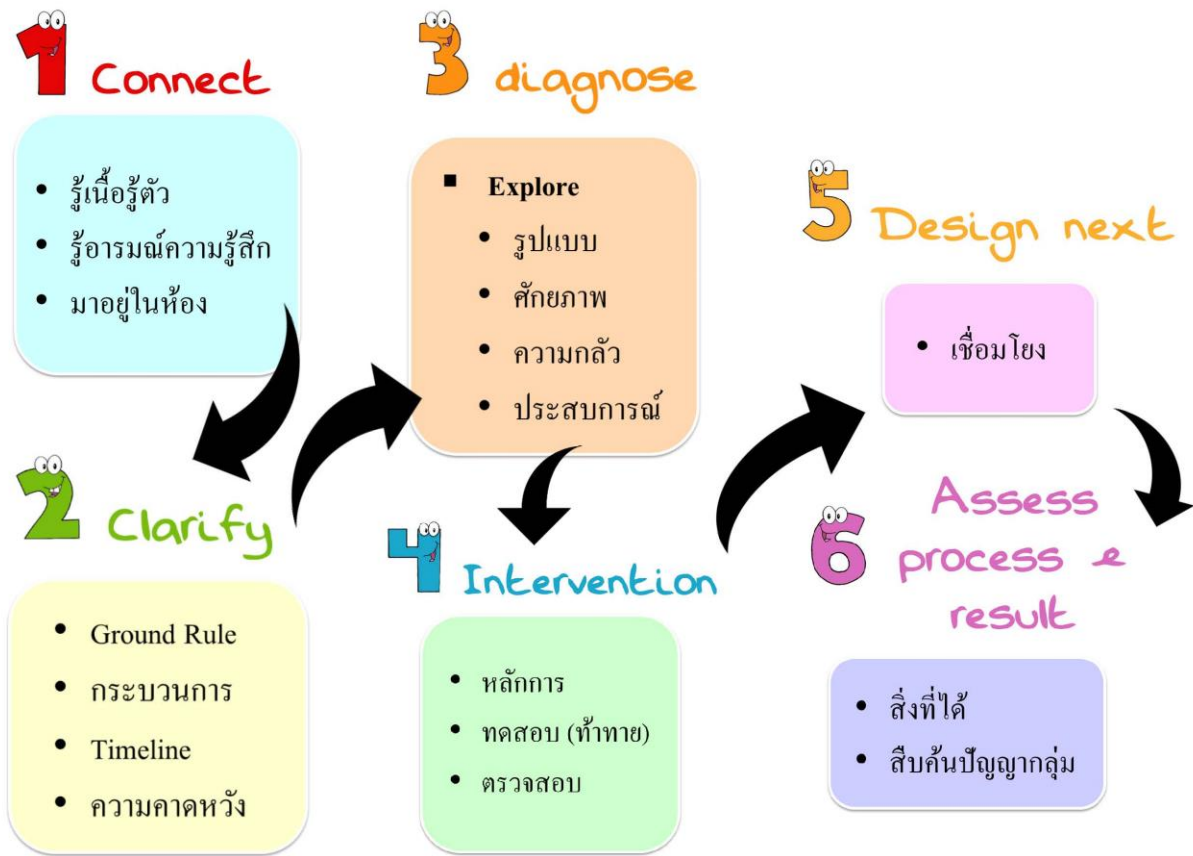 1 Connect
• รู้เนื้อรู้ตัว
• รู้อารมณ์ความรู้สึก
• มาอยู่ในห้อง
2 Clarify
• Ground Rule
• กระบวนการ
• Timeline
• ความคาดหวัง
3 diagnose
▪ Explore
• รูปแบบ
• ศักยภาพ
• ความกลัว
• ประสบการณ์
4 Intervention
• หลักการ
• ทดสอบ (ท้าทาย)
• ตรวจสอบ
5 Design next
• เชื่อมโยง
6 Assess
process &
result
• สิ่งที่ได้
• สืบค้นปัญญากลุ่ม